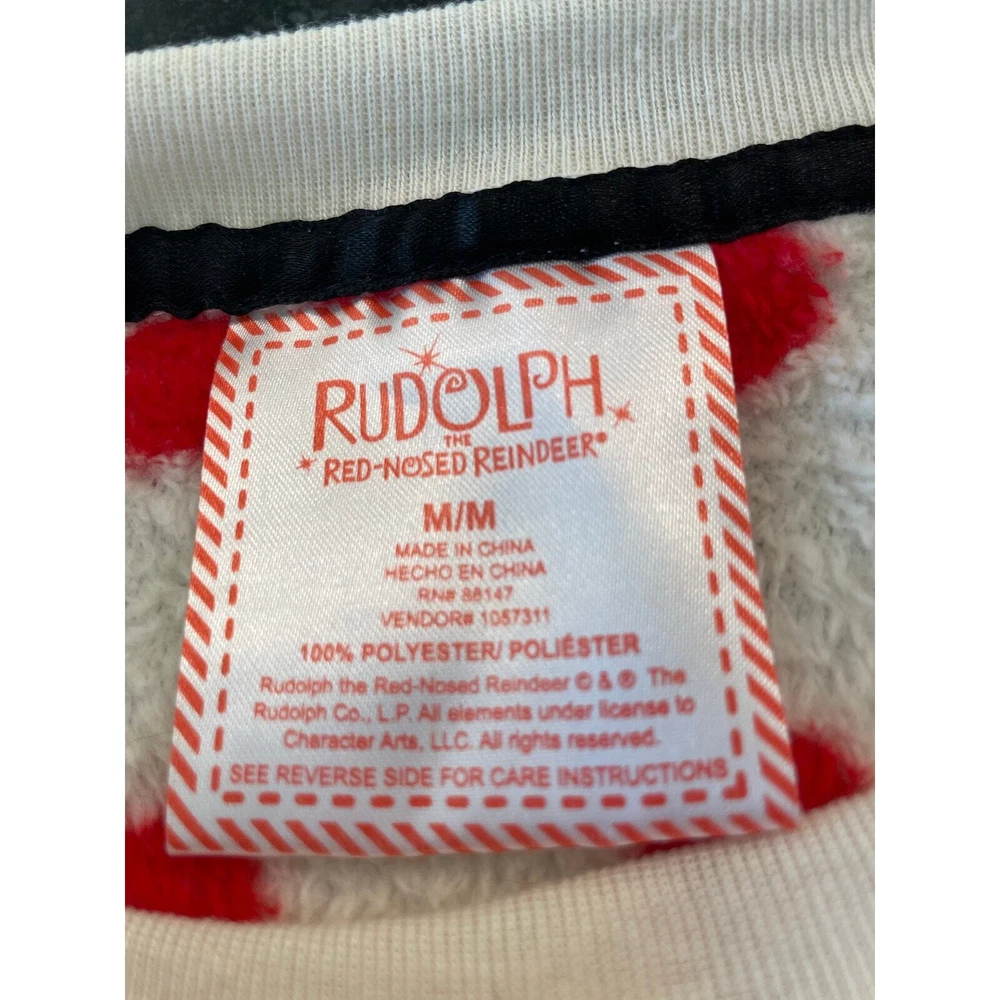 RUDOLPH
THE
RED-NOSED REINDEER®
M/M
MADE IN CHINA
HECHO EN CHINA
RN# 88147
VENDOR# 1057311
100% POLYESTER/ POLIÉSTER
Rudolph the Red-Nosed Reindeer © & ® The
Rudolph Co., L.P. All elements under license to
Character Arts, LLC. All rights reserved.
SEE REVERSE SIDE FOR CARE INSTRUCTIONS